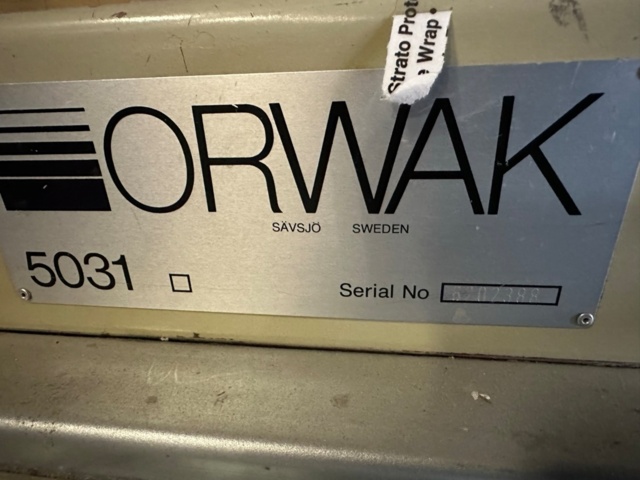 Strato Prot
e Wrap •
ORWAK
SÄVSJÖ SWEDEN
5031
Serial No